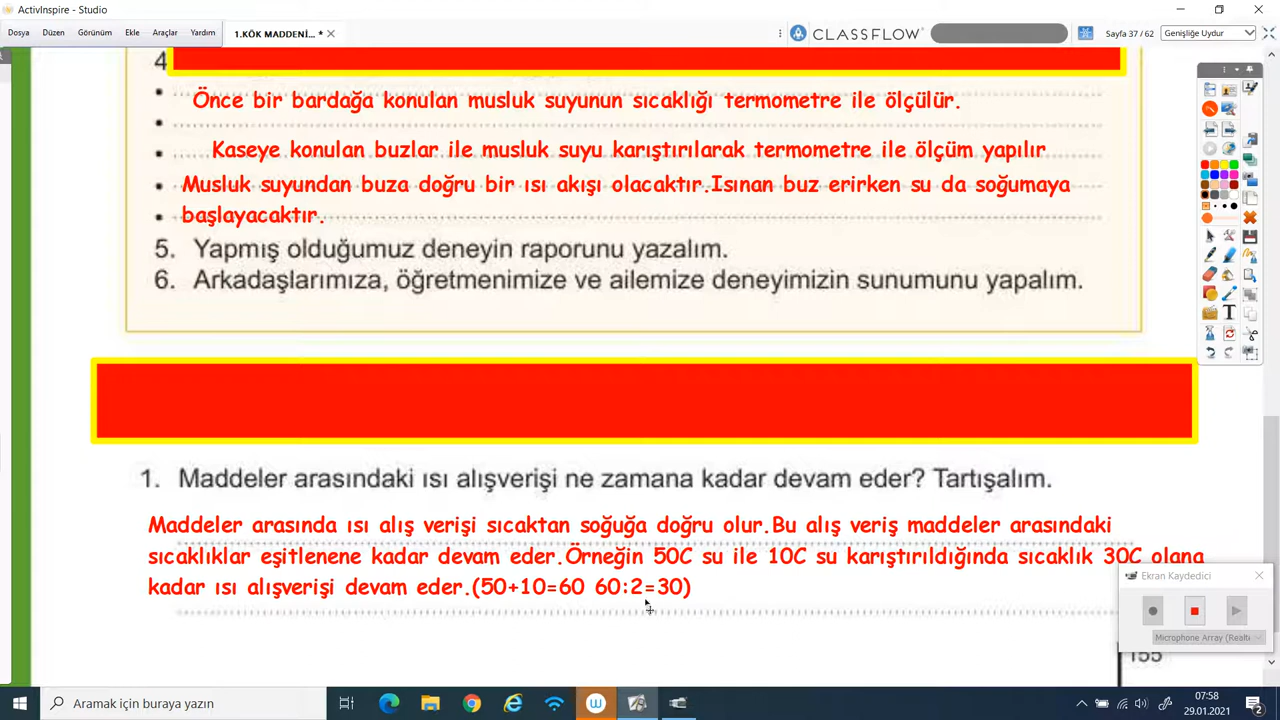 ActivInspire - Studio
Dosya Düzen Görünüm Ekle Araçlar Yardım 1.KÖK MADDENİ... * CLASSFLOW Sayfa 37 / 62 Genişliğe Uydur
4
Önce bir bardağa konulan musluk suyunun sıcaklığı termometre ile ölçülür.
Kaseye konulan buzlar ile musluk suyu karıştırılarak termometre ile ölçüm yapılır
Musluk suyundan buza doğru bir ısı akışı olacaktır.Isınan buz erirken su da soğumaya
başlayacaktır.
5. Yapmış olduğumuz deneyin raporunu yazalım.
6. Arkadaşlarımıza, öğretmenimize ve ailemize deneyimizin sunumunu yapalım.
1. Maddeler arasındaki ısı alışverişi ne zamana kadar devam eder? Tartışalım.
Maddeler arasında ısı alış verişi sıcaktan soğuğa doğru olur.Bu alış veriş maddeler arasındaki
sıcaklıklar eşitlenene kadar devam eder.Örneğin 50C su ile 10C su karıştırıldığında sıcaklık 30C olana
kadar ısı alışverişi devam eder.(50+10=60 60:2=30)
Ekran Kaydedici
Microphone Array (Realt
155
Aramak için buraya yazın
07:58
29.01.2021
2